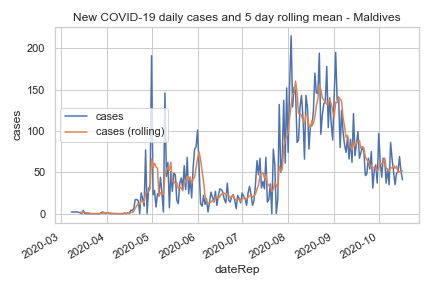 New COVID-19 daily cases and 5 day rolling mean - Maldives
cases
200
150
100
50
0
cases
cases (rolling)
2020-03
2020-04
2020-05
2020-06
2020-07
2020-08
2020-09
2020-10
dateRep